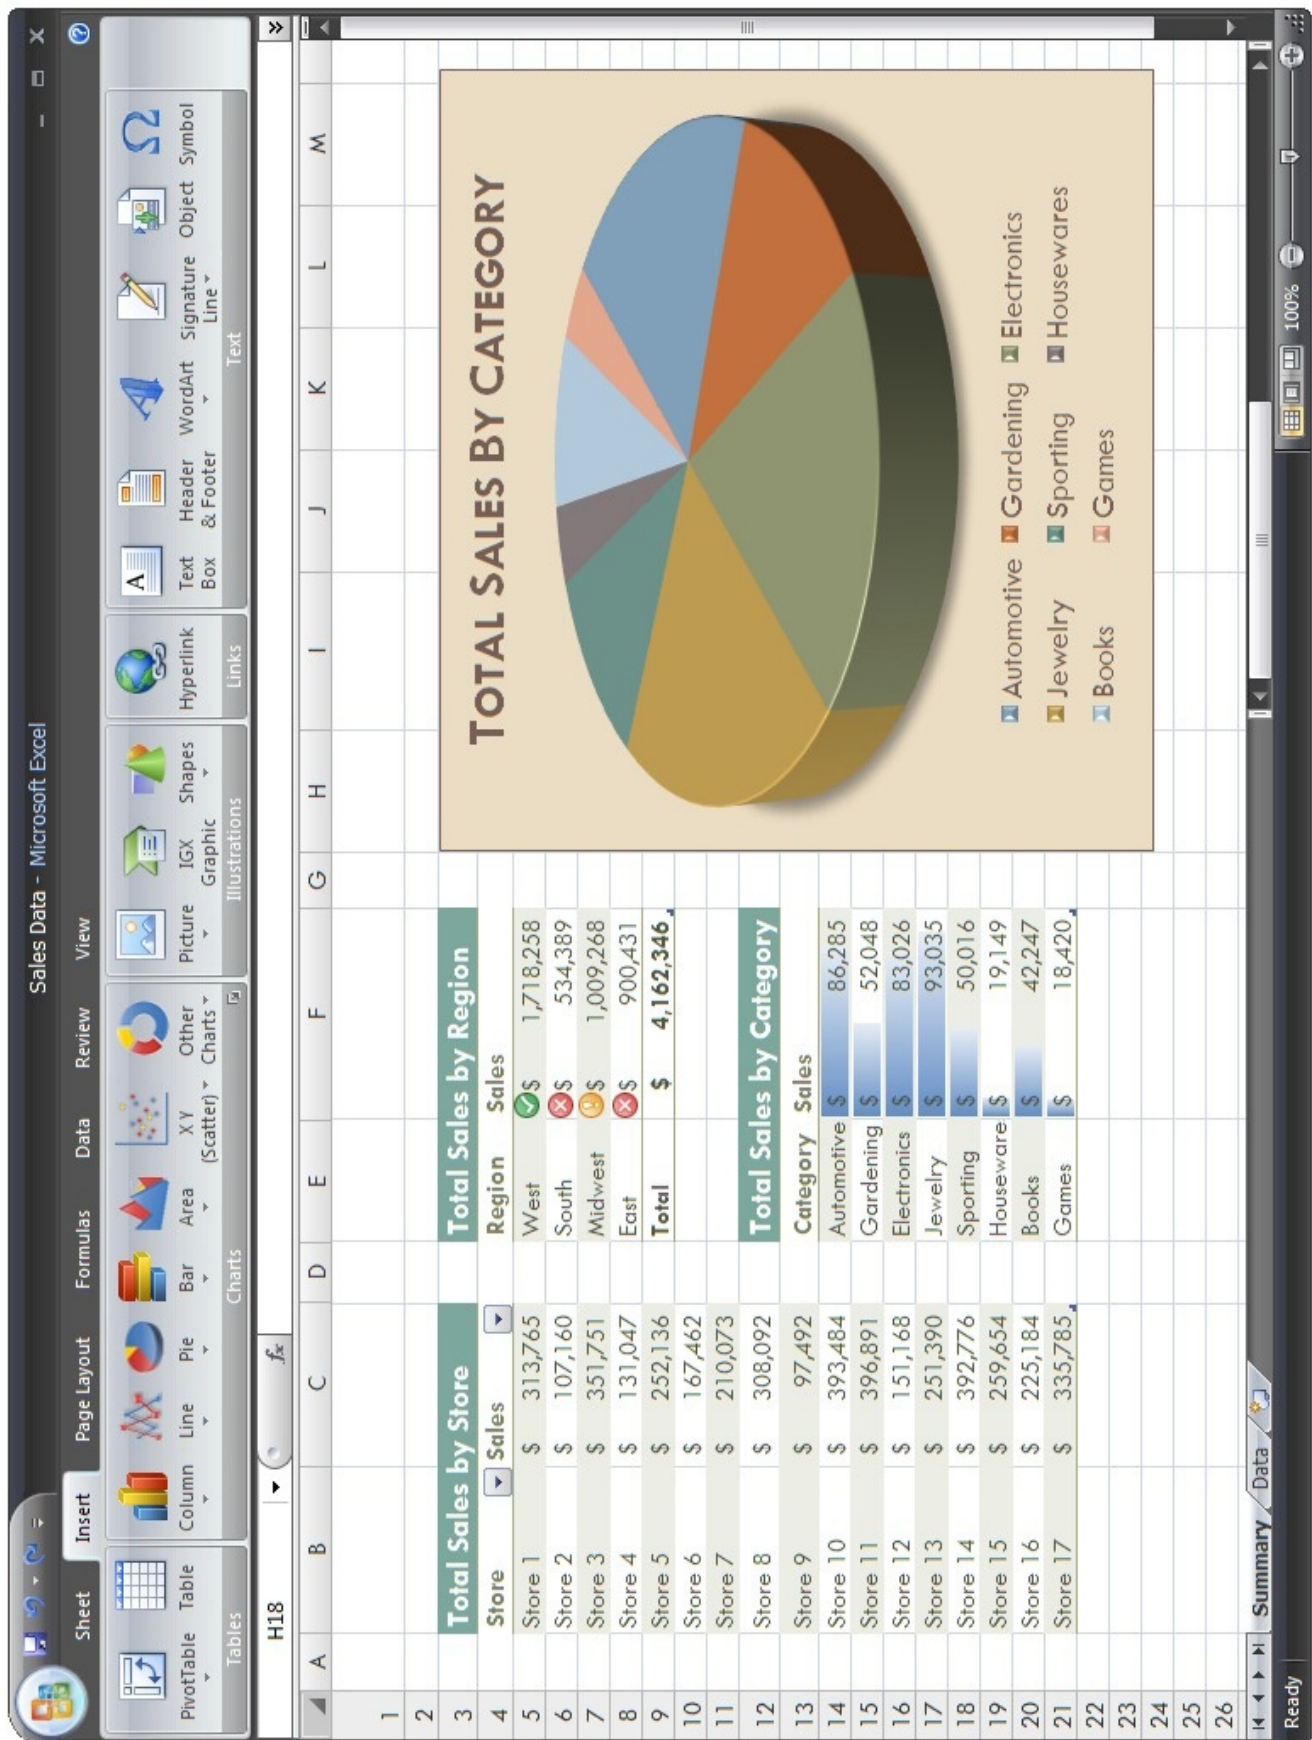 Sales Data - Microsoft Excel
Sheet Insert Page Layout Formulas Data Review View
PivotTable Table Column Line Pie Bar Area X Y (Scatter) Other Charts Picture IGX Graphic Shapes Hyperlink Text Box Header & Footer WordArt Signature Line Object Symbol
Tables Charts Illustrations Links Text
H18 fx
A B C D E F G H I J K L M
1
2
3 Total Sales by Store Total Sales by Region
4 Store Sales Region Sales
5 Store 1 $ 313,765 West $ 1,718,258
6 Store 2 $ 107,160 South $ 534,389
7 Store 3 $ 351,751 Midwest $ 1,009,268
8 Store 4 $ 131,047 East $ 900,431
9 Store 5 $ 252,136 Total $ 4,162,346
10 Store 6 $ 167,462
11 Store 7 $ 210,073
12 Store 8 $ 308,092 Total Sales by Category
13 Store 9 $ 97,492 Category Sales
14 Store 10 $ 393,484 Automotive $ 86,285
15 Store 11 $ 396,891 Gardening $ 52,048
16 Store 12 $ 151,168 Electronics $ 83,026
17 Store 13 $ 251,390 Jewelry $ 93,035
18 Store 14 $ 392,776 Sporting $ 50,016
19 Store 15 $ 259,654 Houseware $ 19,149
20 Store 16 $ 225,184 Books $ 42,247
21 Store 17 $ 335,785 Games $ 18,420
22
23
24
25
26
TOTAL SALES BY CATEGORY
Automotive Gardening Electronics
Jewelry Sporting Housewares
Books Games
Summary Data
Ready 100%